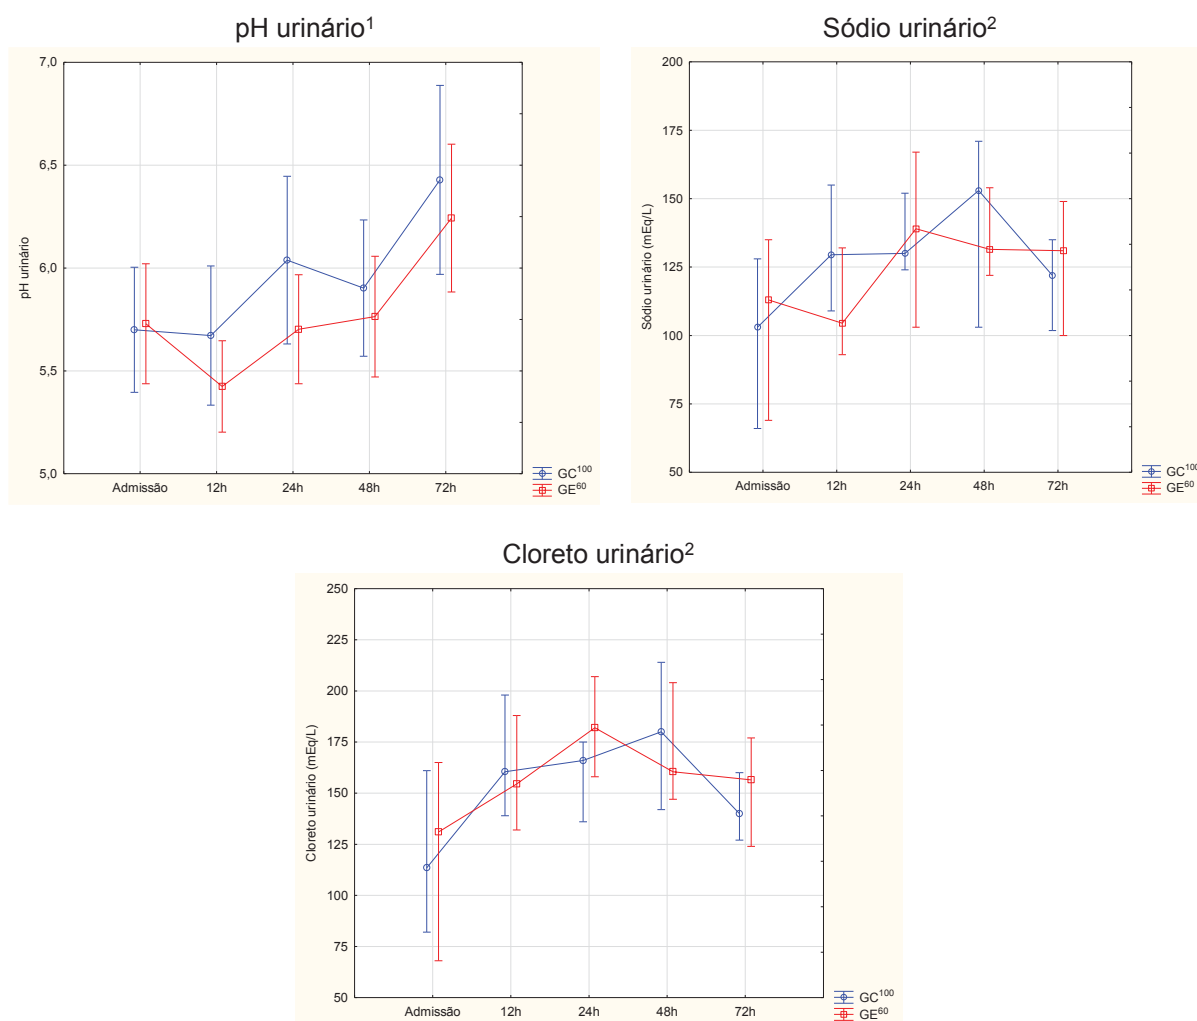 pH urinário¹
7,0
6,5
6,0
5,5
5,0
pH urinário
Admissão 12h 24h 48h 72h
GC¹⁰⁰
GE⁶⁰
Sódio urinário²
200
175
150
125
100
75
50
Sódio urinário (mEq/L)
Admissão 12h 24h 48h 72h
GC¹⁰⁰
GE⁶⁰
Cloreto urinário²
250
225
200
175
150
125
100
75
50
Cloreto urinário (mEq/L)
Admissão 12h 24h 48h 72h
GC¹⁰⁰
GE⁶⁰